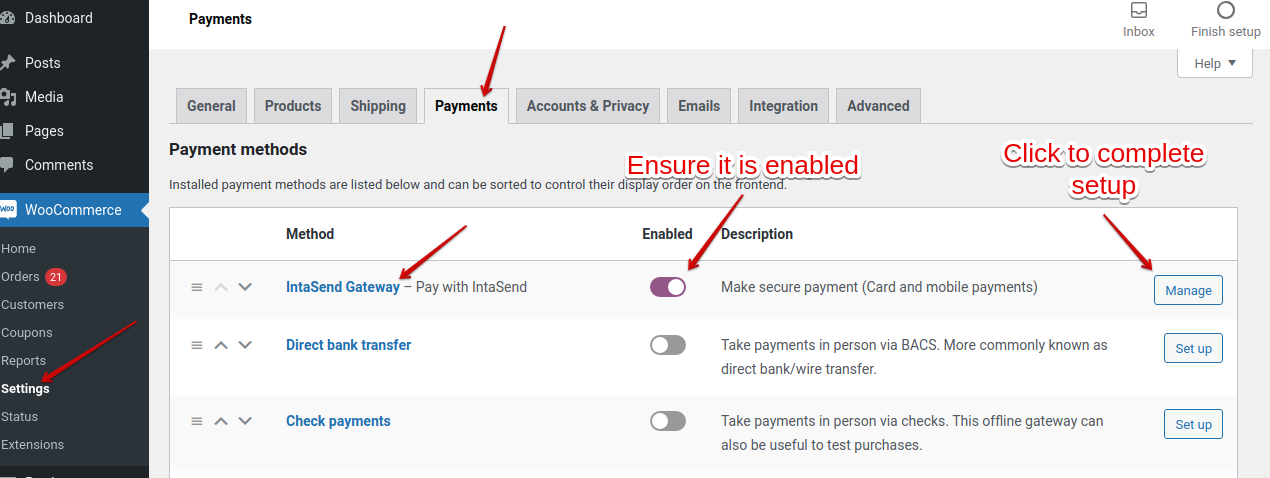 Dashboard
Posts
Media
Pages
Comments
WOO
WooCommerce
Home
Orders 21
Customers
Coupons
Reports
Settings
Status
Extensions
Payments
Inbox
Finish setup
Help
General
Products
Shipping
Payments
Accounts & Privacy
Emails
Integration
Advanced
Payment methods
Ensure it is enabled
Click to complete
setup
Installed payment methods are listed below and can be sorted to control their display order on the frontend.
Method Enabled Description
IntaSend Gateway – Pay with IntaSend
Make secure payment (Card and mobile payments)
Manage
Direct bank transfer
Take payments in person via BACS. More commonly known as
direct bank/wire transfer.
Set up
Check payments
Take payments in person via checks. This offline gateway can
also be useful to test purchases.
Set up